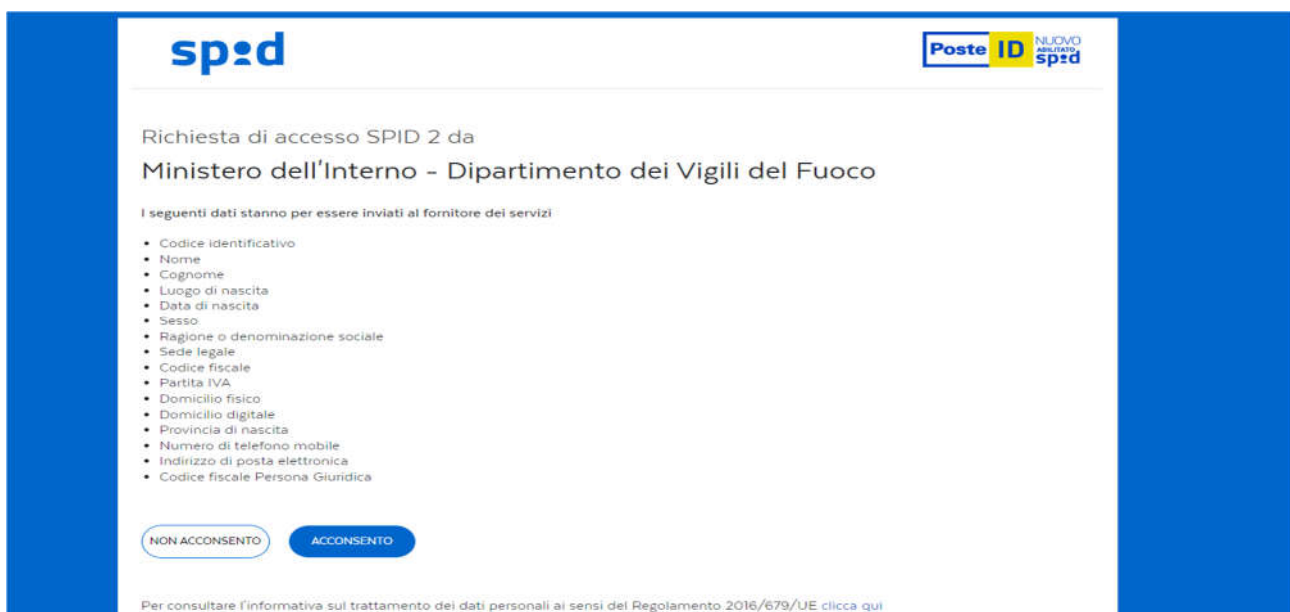 spid
Poste ID NUOVO
ABILITATO
spid
Richiesta di accesso SPID 2 da
Ministero dell'Interno - Dipartimento dei Vigili del Fuoco
I seguenti dati stanno per essere inviati al fornitore dei servizi
• Codice identificativo
• Nome
• Cognome
• Luogo di nascita
• Data di nascita
• Sesso
• Ragione o denominazione sociale
• Sede legale
• Codice fiscale
• Partita IVA
• Domicilio fisico
• Domicilio digitale
• Provincia di nascita
• Numero di telefono mobile
• Indirizzo di posta elettronica
• Codice fiscale Persona Giuridica
NON ACCONSENTO ACCONSENTO
Per consultare l'informativa sul trattamento dei dati personali ai sensi del Regolamento 2016/679/UE clicca qui